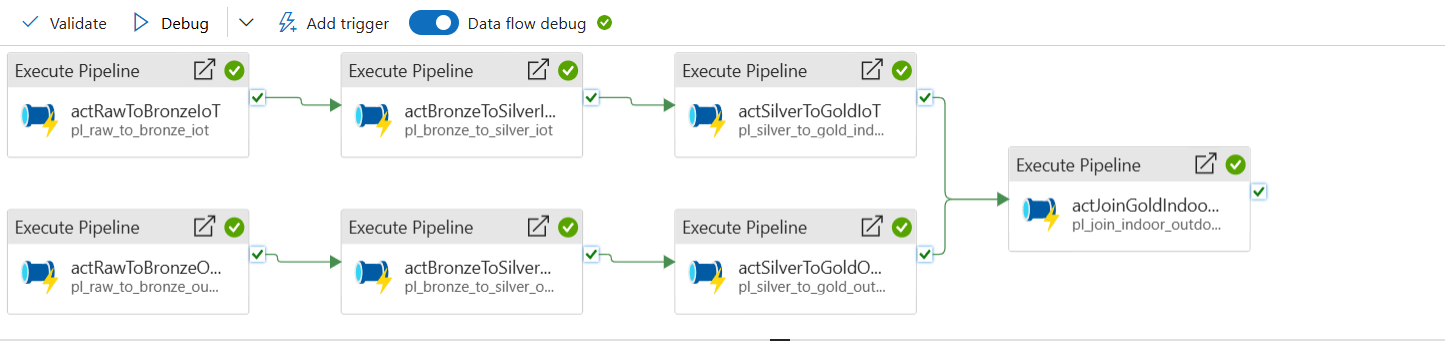 Validate Debug Add trigger Data flow debug
Execute Pipeline
actRawToBronzeIoT
pl_raw_to_bronze_iot
Execute Pipeline
actBronzeToSilverI...
pl_bronze_to_silver_iot
Execute Pipeline
actSilverToGoldIoT
pl_silver_to_gold_ind...
Execute Pipeline
actRawToBronzeO...
pl_raw_to_bronze_ou...
Execute Pipeline
actBronzeToSilver...
pl_bronze_to_silver_o...
Execute Pipeline
actSilverToGoldO...
pl_silver_to_gold_out...
Execute Pipeline
actJoinGoldIndoo...
pl_join_indoor_outdo...